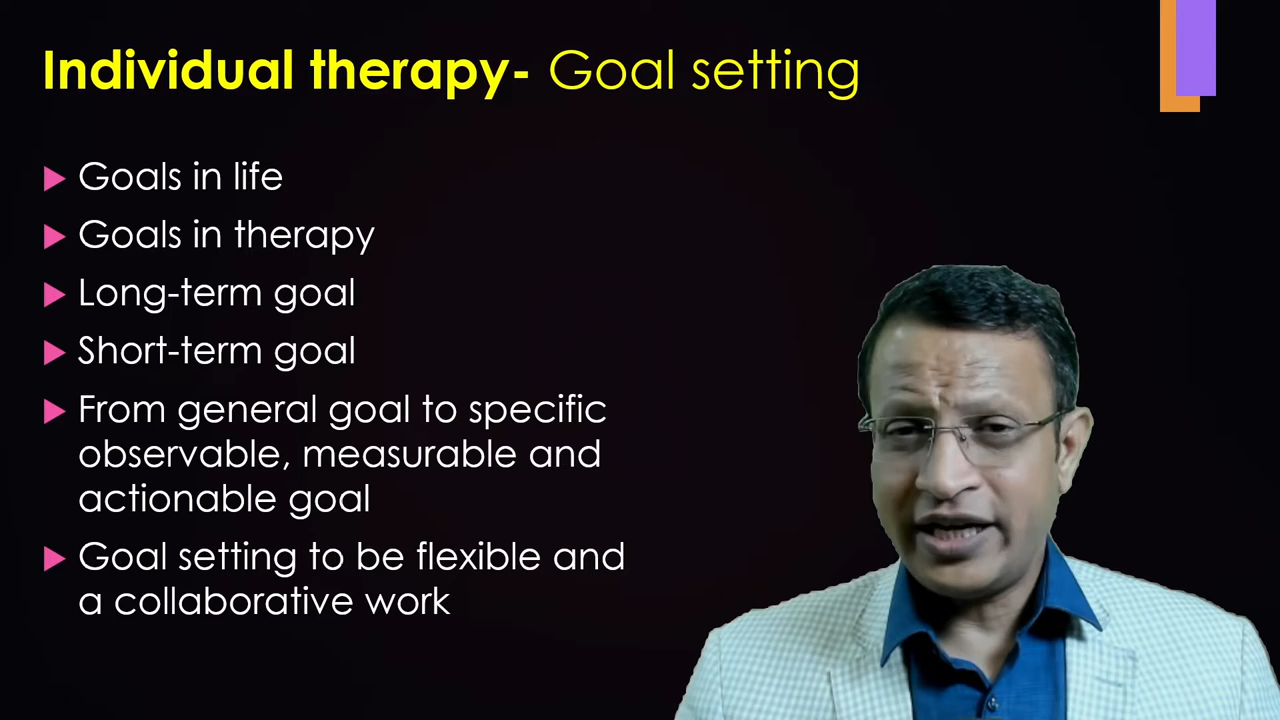 Individual therapy- Goal setting
Goals in life
Goals in therapy
Long-term goal
Short-term goal
From general goal to specific
observable, measurable and
actionable goal
Goal setting to be flexible and
a collaborative work